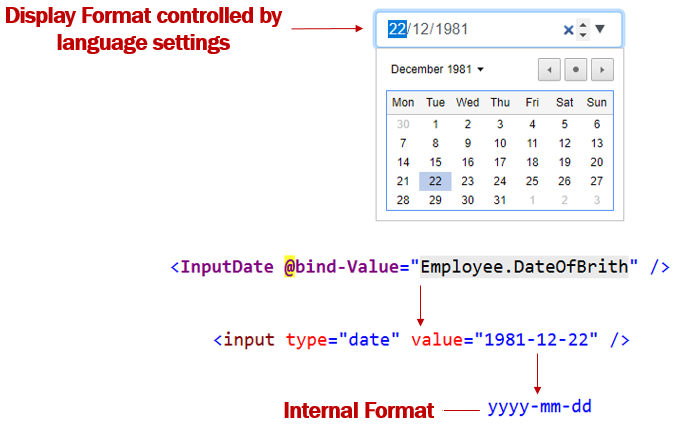 Display Format controlled by
language settings
22/12/1981
December 1981
Mon Tue Wed Thu Fri Sat Sun
30 1 2 3 4 5 6
7 8 9 10 11 12 13
14 15 16 17 18 19 20
21 22 23 24 25 26 27
28 29 30 31 1 2 3
<InputDate @bind-Value="Employee.DateOfBrith" />
<input type="date" value="1981-12-22" />
Internal Format
yyyy-mm-dd